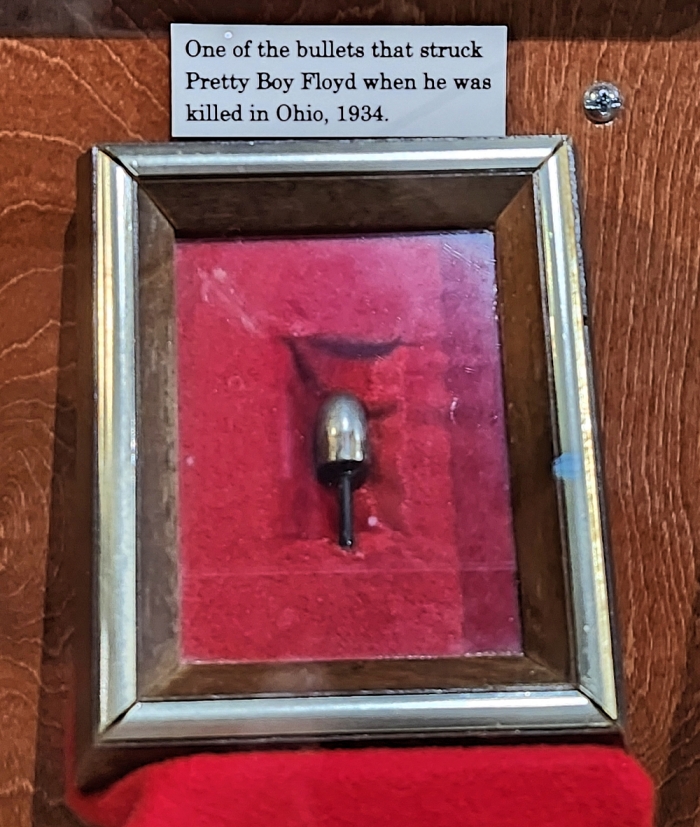 One of the bullets that struck
Pretty Boy Floyd when he was
killed in Ohio, 1934.